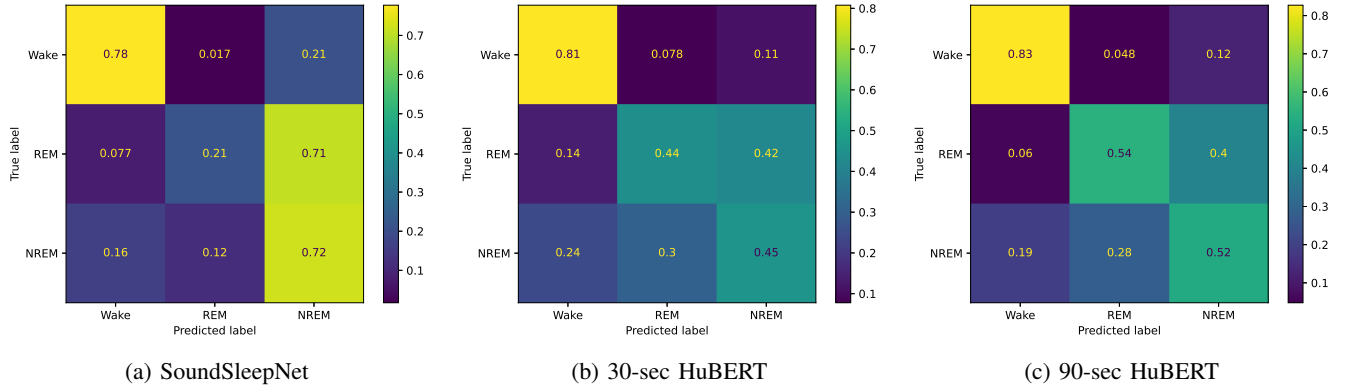 Wake
REM
NREM
True label
0.78 0.017 0.21
0.077 0.21 0.71
0.16 0.12 0.72
Wake REM NREM
Predicted label
0.7
0.6
0.5
0.4
0.3
0.2
0.1
(a) SoundSleepNet
Wake
REM
NREM
True label
0.81 0.078 0.11
0.14 0.44 0.42
0.24 0.3 0.45
Wake REM NREM
Predicted label
0.8
0.7
0.6
0.5
0.4
0.3
0.2
0.1
(b) 30-sec HuBERT
Wake
REM
NREM
True label
0.83 0.048 0.12
0.06 0.54 0.4
0.19 0.28 0.52
Wake REM NREM
Predicted label
0.8
0.7
0.6
0.5
0.4
0.3
0.2
0.1
(c) 90-sec HuBERT